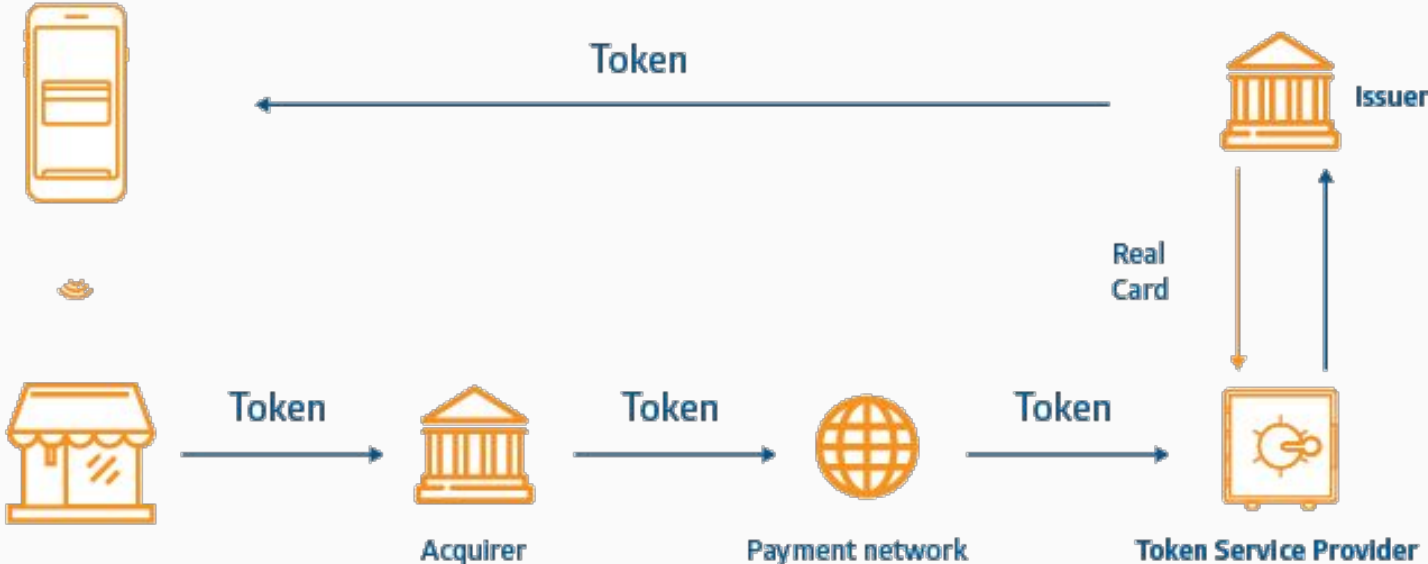 Token
Issuer
Real
Card
Token
Token
Token
Acquirer
Payment network
Token Service Provider